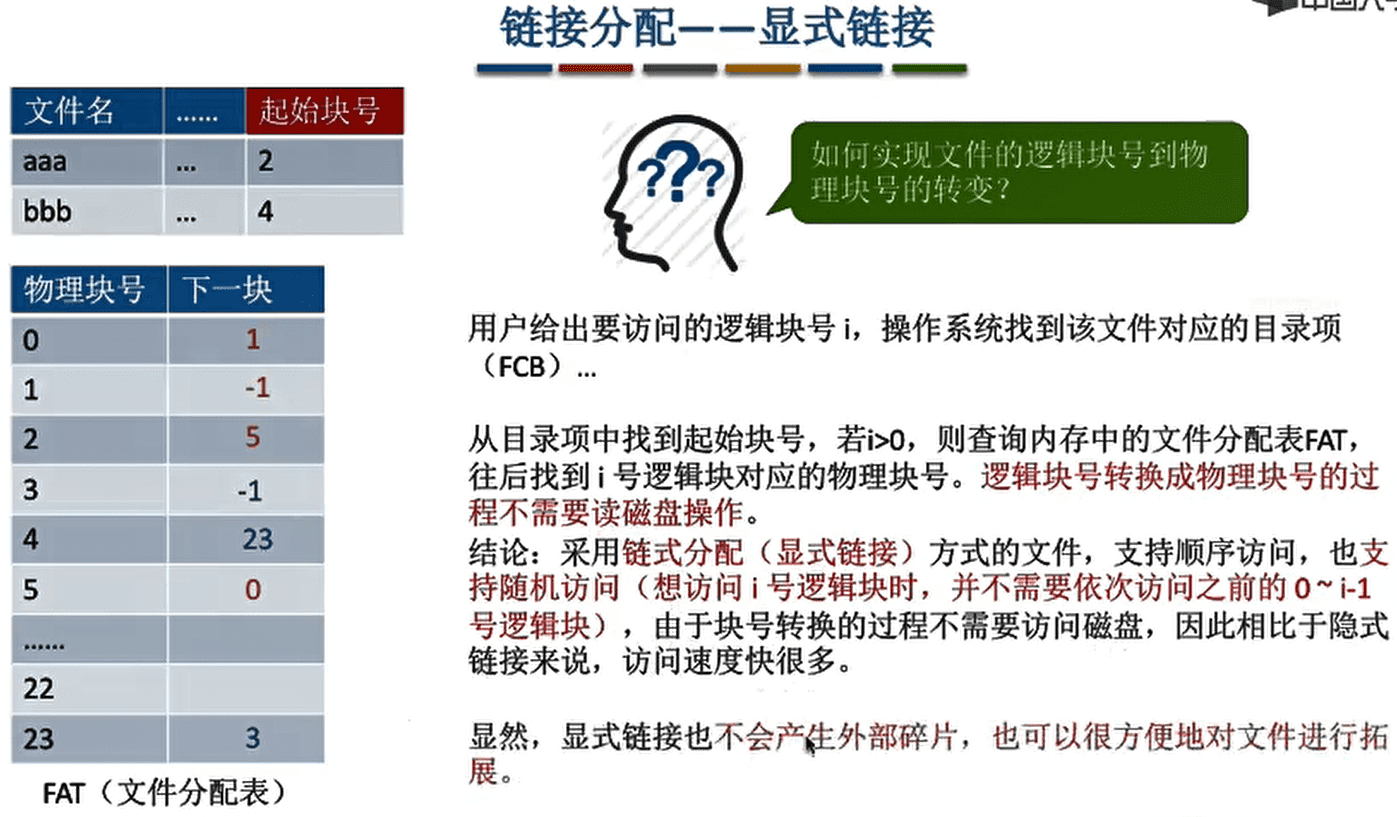 链接分配——显式链接
文件名 …… 起始块号
aaa … 2
bbb … 4
如何实现文件的逻辑块号到物
理块号的转变？
物理块号 下一块
0 1
1 -1
2 5
3 -1
4 23
5 0
……
22
23 3
FAT（文件分配表）
用户给出要访问的逻辑块号 i，操作系统找到该文件对应的目录项
（FCB）…
从目录项中找到起始块号，若i>0，则查询内存中的文件分配表FAT，
往后找到 i 号逻辑块对应的物理块号。逻辑块号转换成物理块号的过
程不需要读磁盘操作。
结论：采用链式分配（显式链接）方式的文件，支持顺序访问，也支
持随机访问（想访问 i 号逻辑块时，并不需要依次访问之前的 0 ~ i-1
号逻辑块），由于块号转换的过程不需要访问磁盘，因此相比于隐式
链接来说，访问速度快很多。
显然，显式链接也不会产生外部碎片，也可以很方便地对文件进行拓
展。